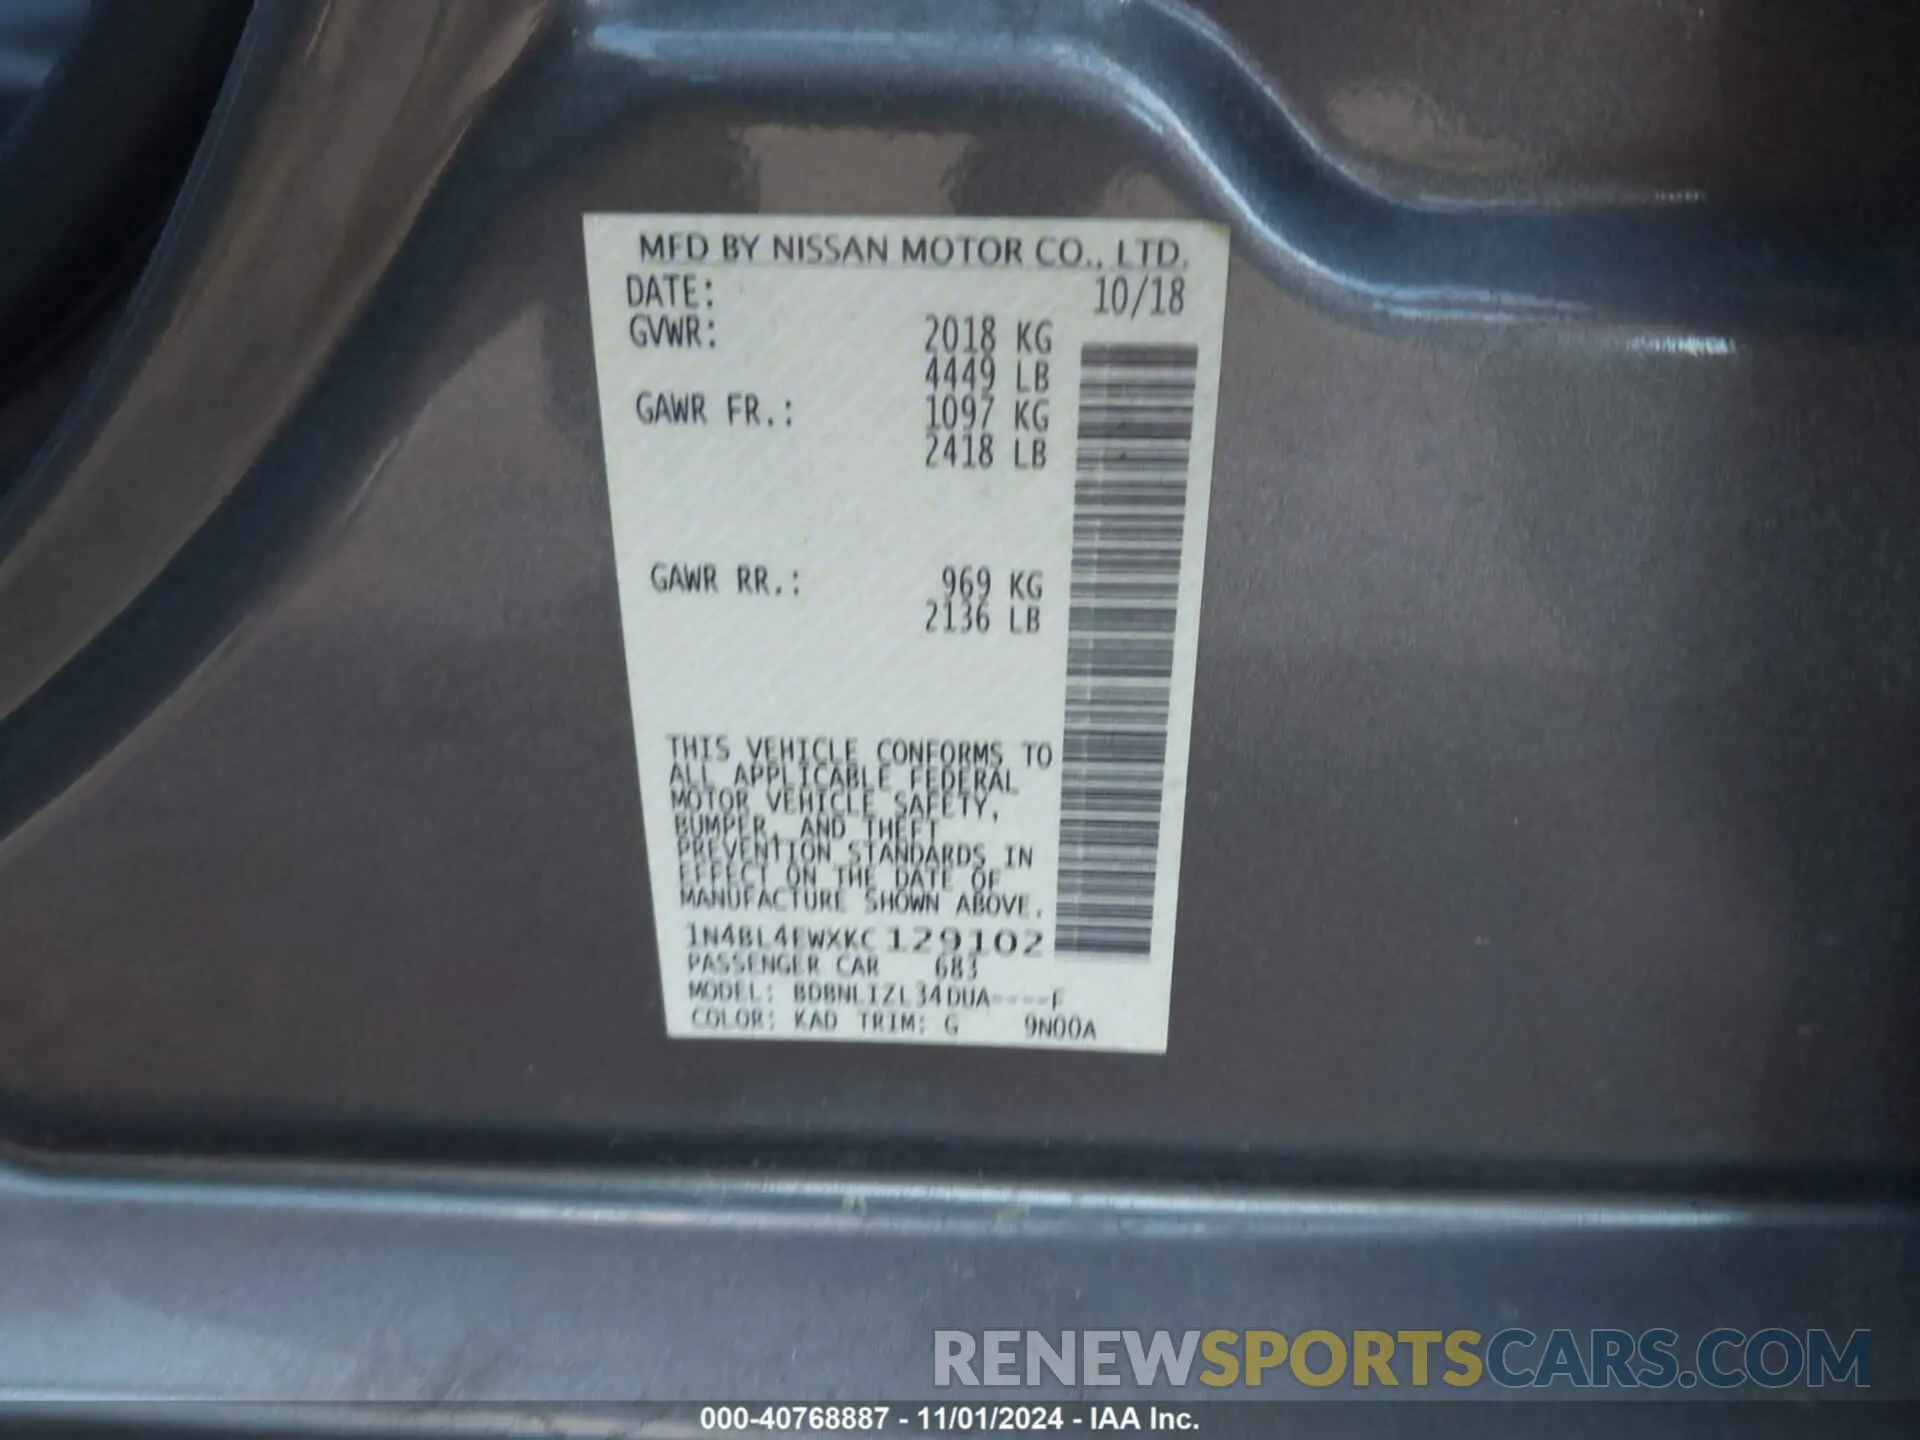 MFD BY NISSAN MOTOR CO., LTD.
DATE: 10/18
GVWR: 2018 KG
4449 LB
GAWR FR.: 1097 KG
2418 LB
GAWR RR.: 969 KG
2136 LB
THIS VEHICLE CONFORMS TO
ALL APPLICABLE FEDERAL
MOTOR VEHICLE SAFETY,
BUMPER, AND THEFT
PREVENTION STANDARDS IN
EFFECT ON THE DATE OF
MANUFACTURE SHOWN ABOVE.
1N4BL4EWXKC129102
PASSENGER CAR 683
MODEL:
COLOR: KAD TRIM: G 9N00A
RENEWSPORTSCARS.COM
000-40768887 - 11/01/2024 - IAA Inc.